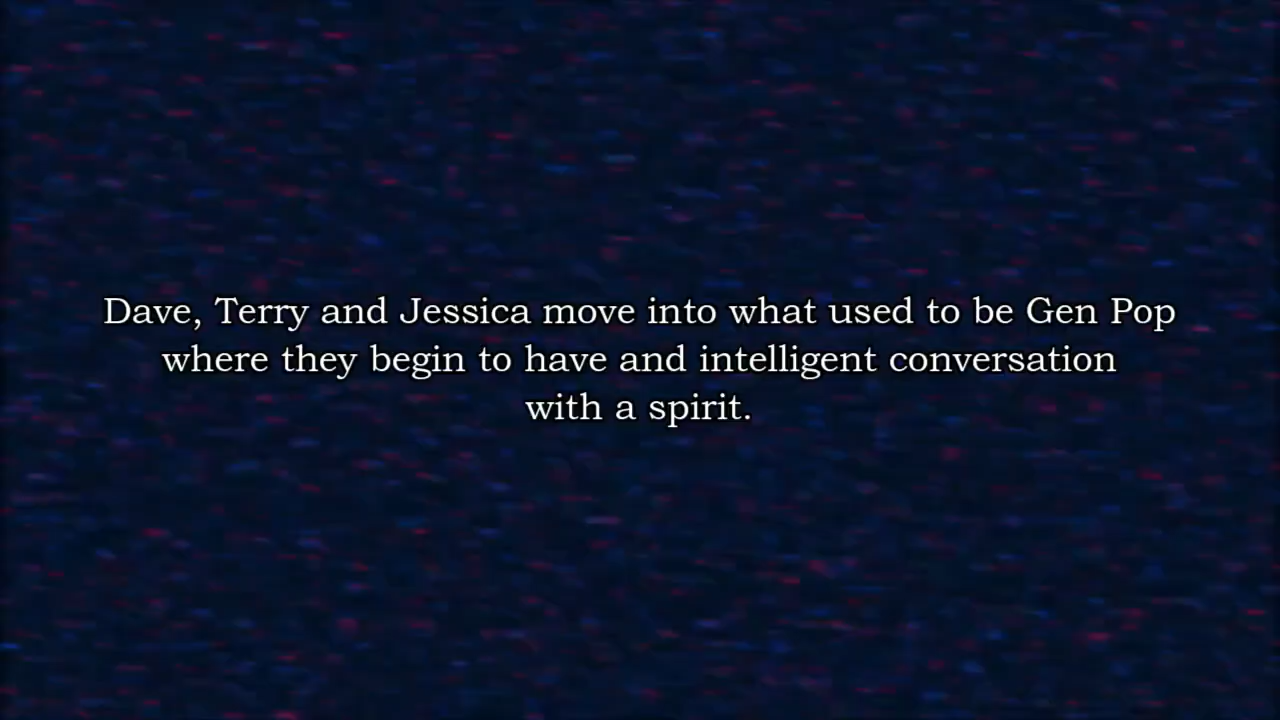 Dave, Terry and Jessica move into what used to be Gen Pop
where they begin to have and intelligent conversation
with a spirit.